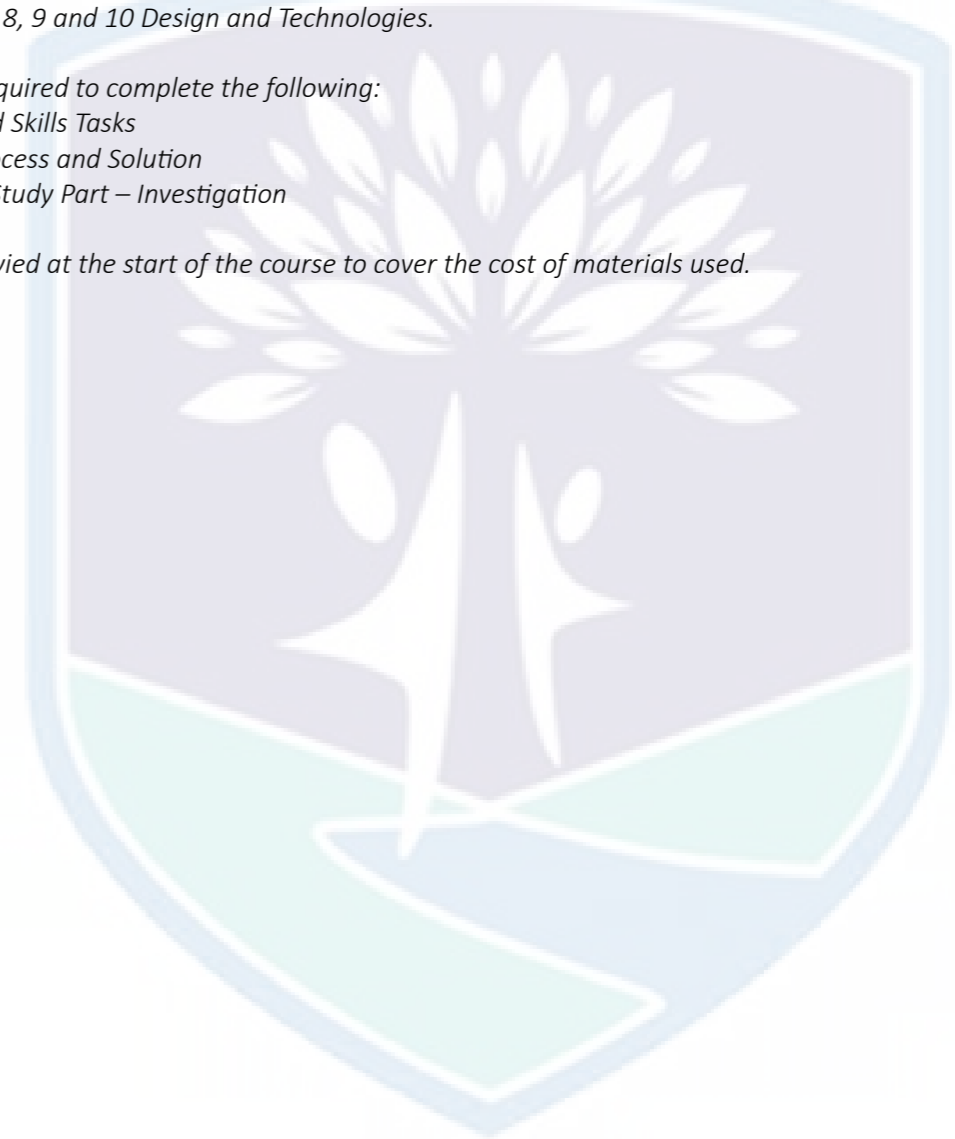 8, 9 and 10 Design and Technologies.
quired to complete the following:
d Skills Tasks
cess and Solution
Study Part – Investigation
vied at the start of the course to cover the cost of materials used.